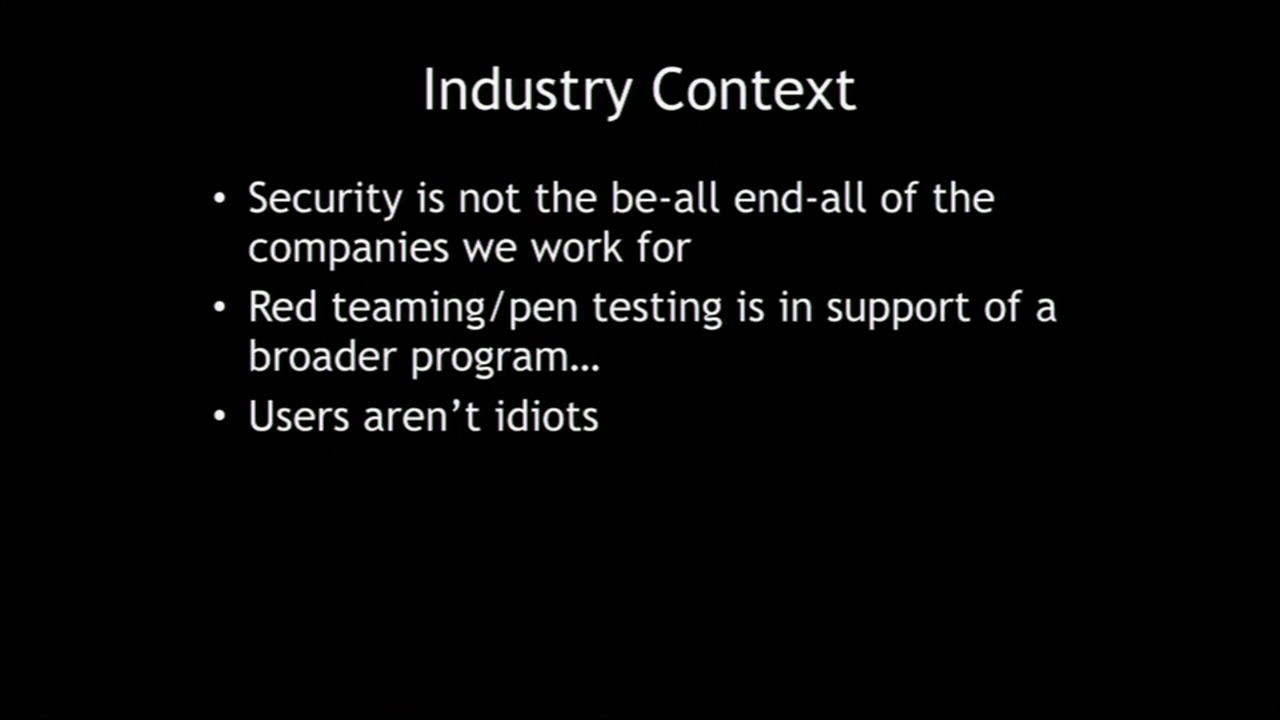 Industry Context
• Security is not the be-all end-all of the
companies we work for
• Red teaming/pen testing is in support of a
broader program…
• Users aren’t idiots